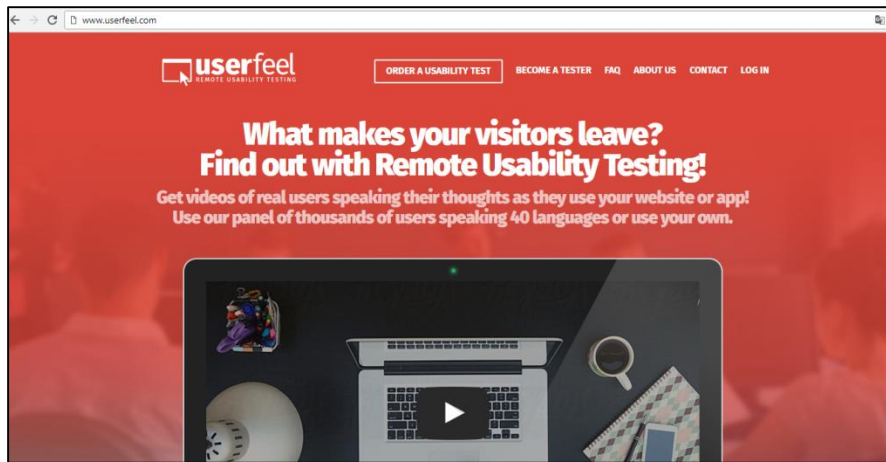 www.userfeel.com
userfeel
REMOTE USABILITY TESTING
ORDER A USABILITY TEST BECOME A TESTER FAQ ABOUT US CONTACT LOG IN
What makes your visitors leave?
Find out with Remote Usability Testing!
Get videos of real users speaking their thoughts as they use your website or app!
Use our panel of thousands of users speaking 40 languages or use your own.